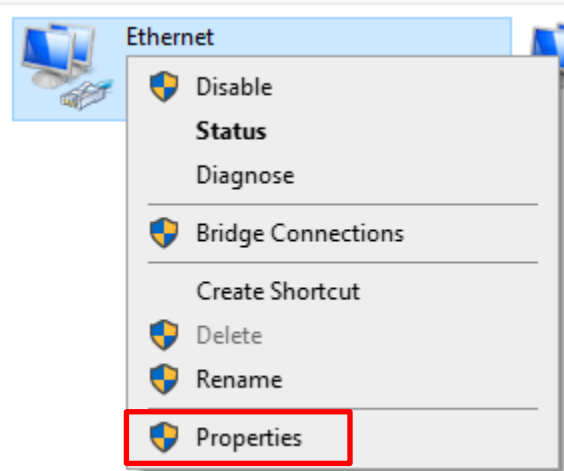 Ethernet
Disable
Status
Diagnose
Bridge Connections
Create Shortcut
Delete
Rename
Properties